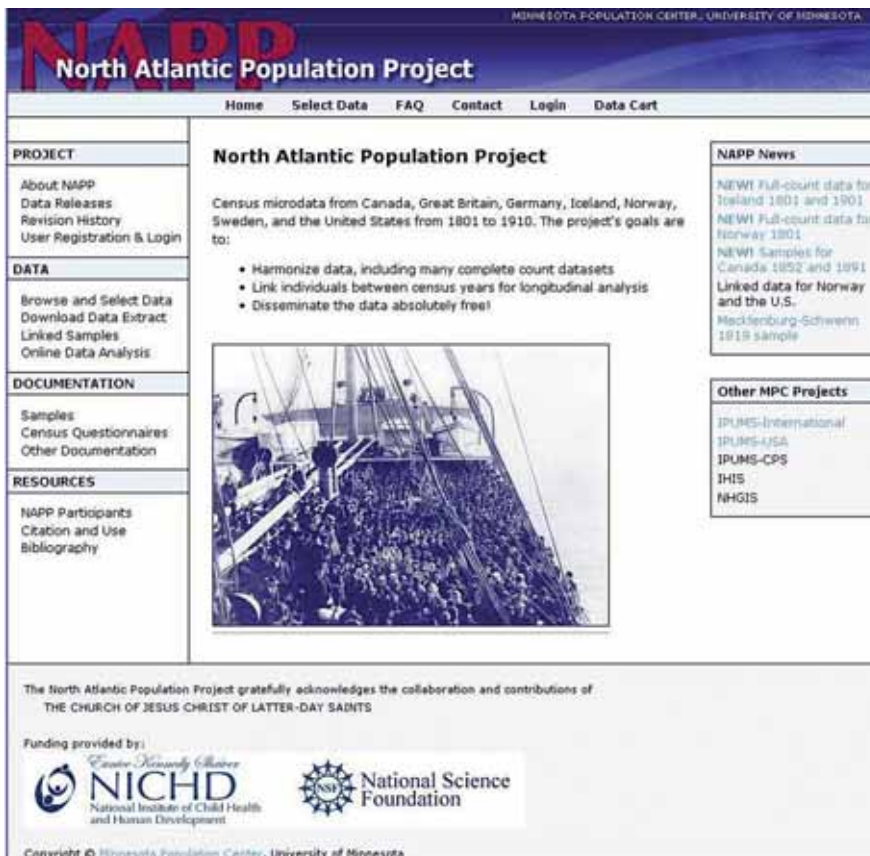 MINNESOTA POPULATION CENTER, UNIVERSITY OF MINNESOTA
NAPP
North Atlantic Population Project
Home Select Data FAQ Contact Login Data Cart
PROJECT
About NAPP
Data Releases
Revision History
User Registration & Login
DATA
Browse and Select Data
Download Data Extract
Linked Samples
Online Data Analysis
DOCUMENTATION
Samples
Census Questionnaires
Other Documentation
RESOURCES
NAPP Participants
Citation and Use
Bibliography
North Atlantic Population Project
Census microdata from Canada, Great Britain, Germany, Iceland, Norway,
Sweden, and the United States from 1801 to 1910. The project's goals are
to:
• Harmonize data, including many complete count datasets
• Link individuals between census years for longitudinal analysis
• Disseminate the data absolutely free!
NAPP News
NEW! Full-count data for
Iceland 1801 and 1901
NEW! Full-count data for
Norway 1801
NEW! Samples for
Canada 1852 and 1891
Linked data for Norway
and the U.S.
Mecklenburg-Schwerin
1819 sample
Other MPC Projects
IPUMS-International
IPUMS-USA
IPUMS-CPS
IHIS
NHGIS
The North Atlantic Population Project gratefully acknowledges the collaboration and contributions of
THE CHURCH OF JESUS CHRIST OF LATTER-DAY SAINTS
Funding provided by:
Eunice Kennedy Shriver
NICHD
National Institute of Child Health
and Human Development
NSF
National Science
Foundation
Copyright © Minnesota Population Center, University of Minnesota